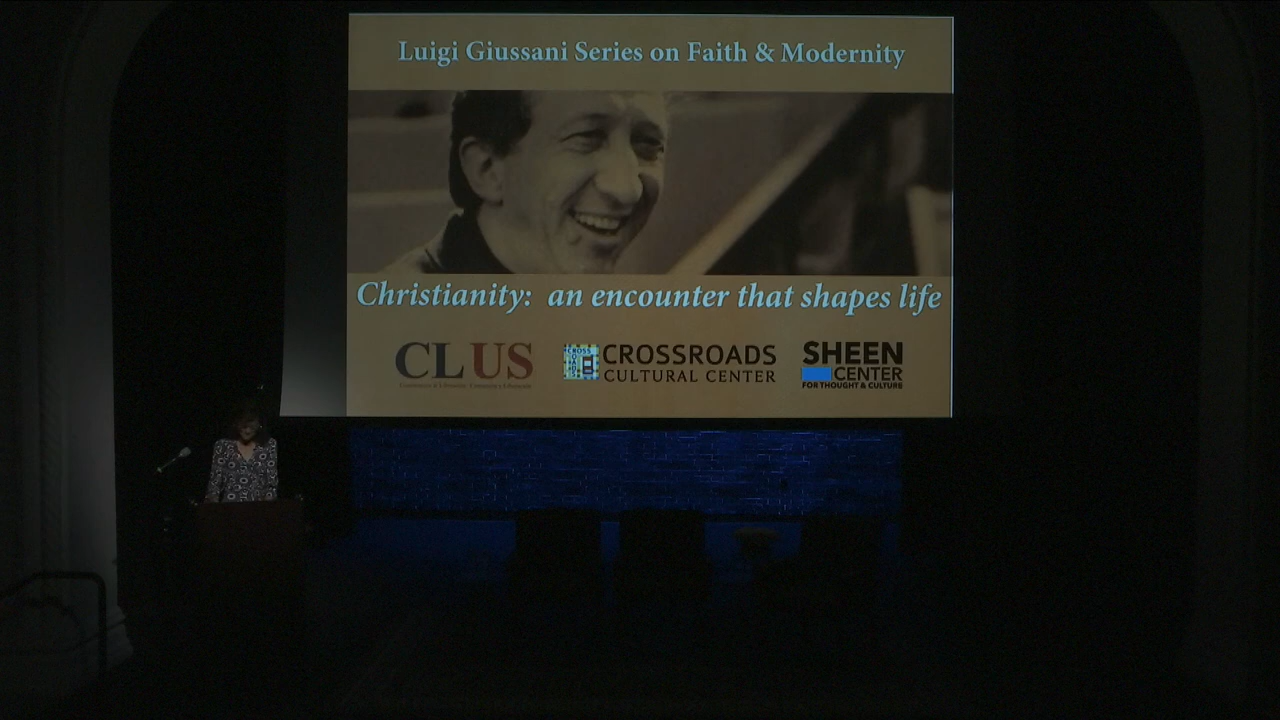 Luigi Giussani Series on Faith & Modernity
Christianity: an encounter that shapes life
CLUS
CROSSROADS
CULTURAL CENTER
SHEEN
CENTER
FOR THOUGHT & CULTURE